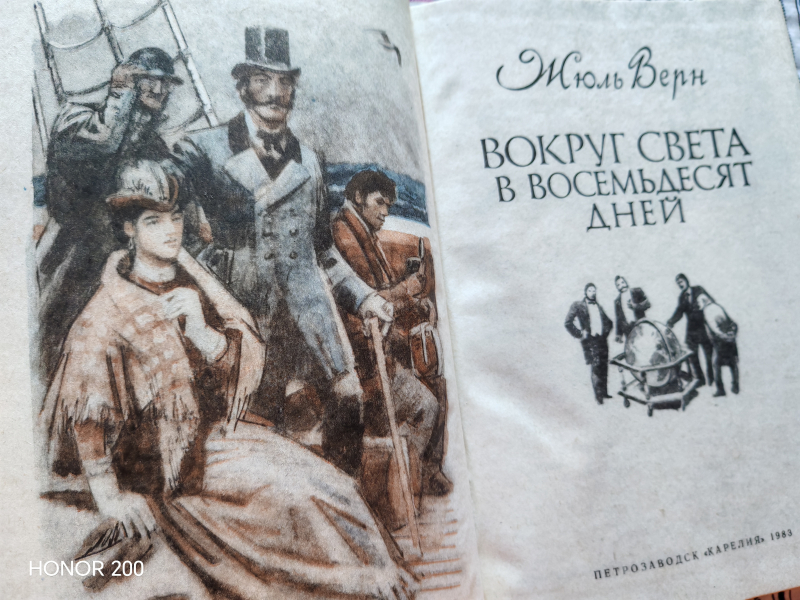 Жюль Верн
ВОКРУГ СВЕТА
В ВОСЕМЬДЕСЯТ
ДНЕЙ
ПЕТРОЗАВОДСК «КАРЕЛИЯ» 1983
HONOR 200